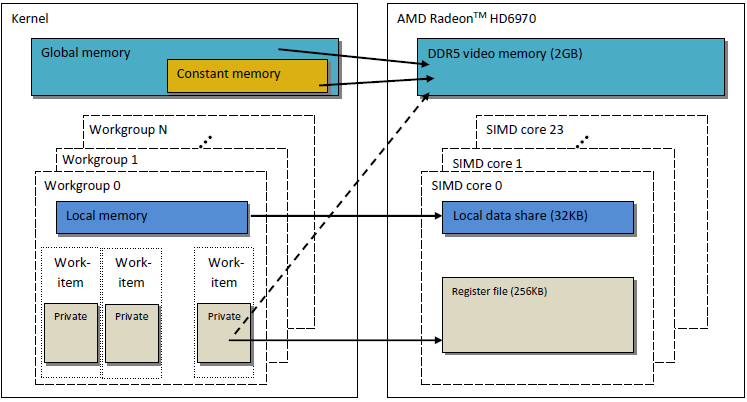 Kernel
Global memory
Constant memory
Workgroup N
Workgroup 1
Workgroup 0
Local memory
Work-
item
Work-
item
Work-
item
Private
Private
Private
AMD Radeon™ HD6970
DDR5 video memory (2GB)
SIMD core 23
SIMD core 1
SIMD core 0
Local data share (32KB)
Register file (256KB)